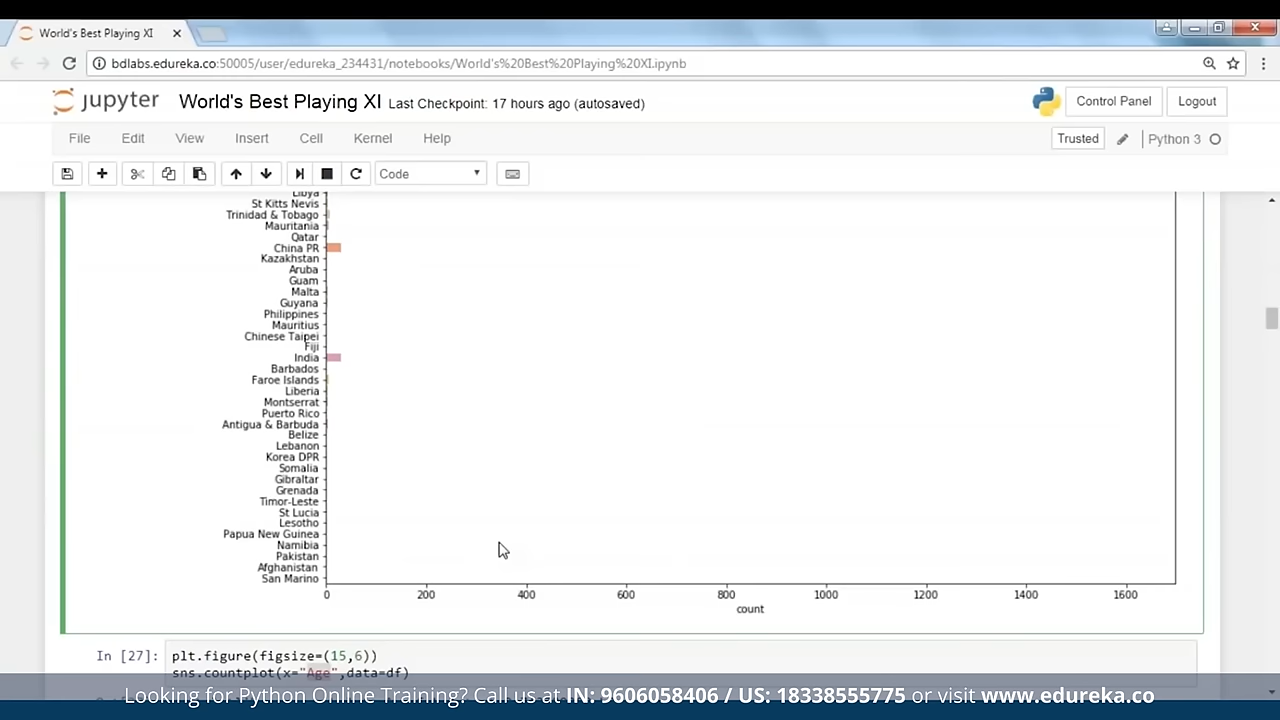 World's Best Playing XI
bdlabs.edureka.co:50005/user/edureka_234431/notebooks/World's%20Best%20Playing%20XI.ipynb
jupyter World's Best Playing XI Last Checkpoint: 17 hours ago (autosaved) Control Panel Logout
File Edit View Insert Cell Kernel Help Trusted Python 3
Code
Libya
St Kitts Nevis
Trinidad & Tobago
Mauritania
Qatar
China PR
Kazakhstan
Aruba
Guam
Malta
Guyana
Philippines
Mauritius
Chinese Taipei
Fiji
India
Barbados
Faroe Islands
Liberia
Montserrat
Puerto Rico
Antigua & Barbuda
Belize
Lebanon
Korea DPR
Somalia
Gibraltar
Grenada
Timor-Leste
St Lucia
Lesotho
Papua New Guinea
Namibia
Pakistan
Afghanistan
San Marino
0 200 400 600 800 1000 1200 1400 1600
count
In [27]: plt.figure(figsize=(15,6))
sns.countplot(x="Age",data=df)
Looking for Python Online Training? Call us at IN: 9606058406 / US: 18338555775 or visit www.edureka.co